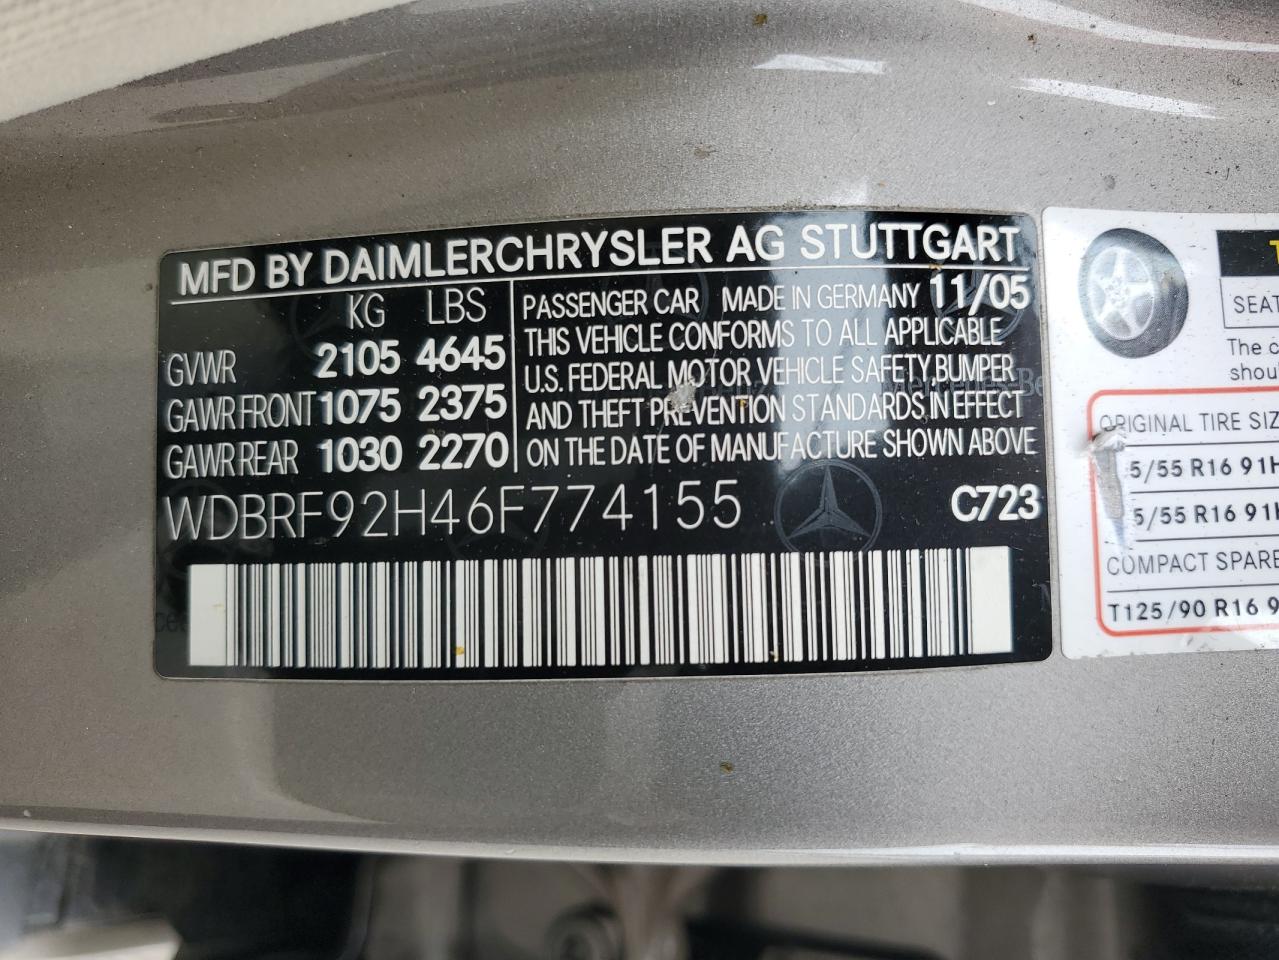 MFD BY DAIMLERCHRYSLER AG STUTTGART
KG LBS
GVWR 2105 4645
GAWR FRONT 1075 2375
GAWR REAR 1030 2270
PASSENGER CAR MADE IN GERMANY 11/05
THIS VEHICLE CONFORMS TO ALL APPLICABLE
U.S. FEDERAL MOTOR VEHICLE SAFETY, BUMPER
AND THEFT PREVENTION STANDARDS, IN EFFECT
ON THE DATE OF MANUFACTURE SHOWN ABOVE
WDBRF92H46F774155 C723
SEAT
The c
shoul
ORIGINAL TIRE SIZ
5/55 R16 91H
5/55 R16 91H
COMPACT SPARE
T125/90 R16 9